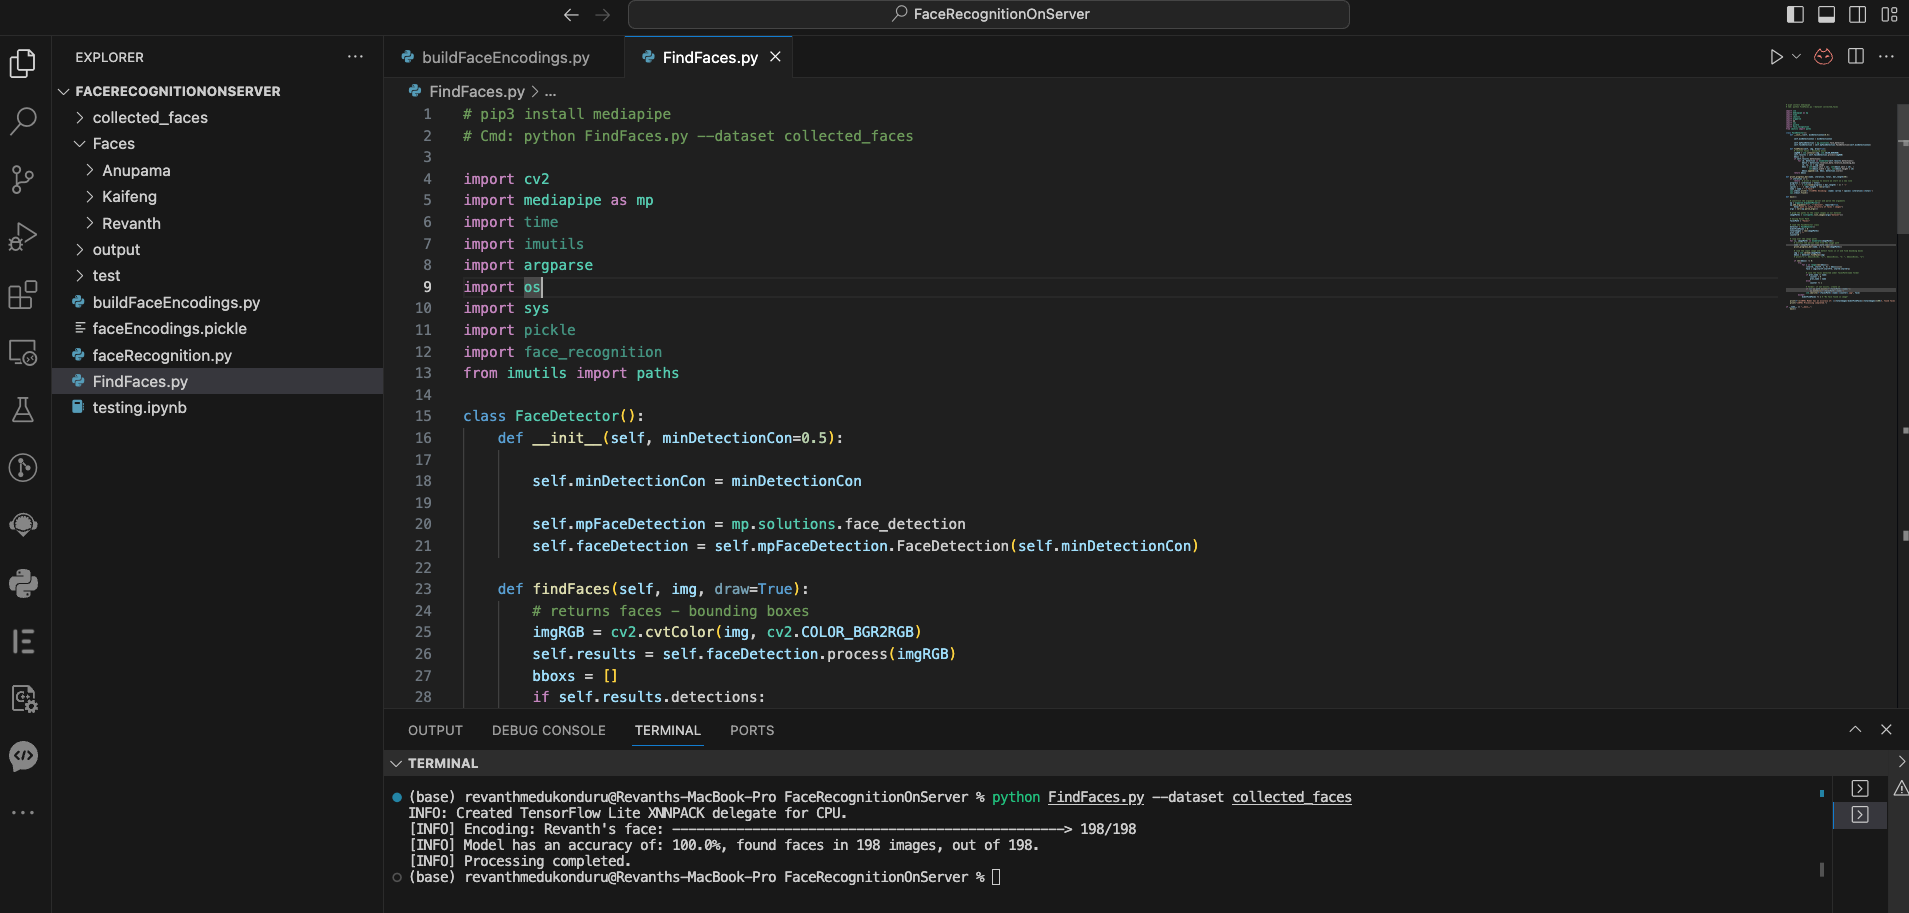 FaceRecognitionOnServer
EXPLORER
FACERECOGNITIONONSERVER
collected_faces
Faces
Anupama
Kaifeng
Revanth
output
test
buildFaceEncodings.py
faceEncodings.pickle
faceRecognition.py
FindFaces.py
testing.ipynb
buildFaceEncodings.py
FindFaces.py
FindFaces.py > ...
1 # pip3 install mediapipe
2 # Cmd: python FindFaces.py --dataset collected_faces
3
4 import cv2
5 import mediapipe as mp
6 import time
7 import imutils
8 import argparse
9 import os
10 import sys
11 import pickle
12 import face_recognition
13 from imutils import paths
14
15 class FaceDetector():
16 def __init__(self, minDetectionCon=0.5):
17
18 self.minDetectionCon = minDetectionCon
19
20 self.mpFaceDetection = mp.solutions.face_detection
21 self.faceDetection = self.mpFaceDetection.FaceDetection(self.minDetectionCon)
22
23 def findFaces(self, img, draw=True):
24 # returns faces - bounding boxes
25 imgRGB = cv2.cvtColor(img, cv2.COLOR_BGR2RGB)
26 self.results = self.faceDetection.process(imgRGB)
27 bboxs = []
28 if self.results.detections:
OUTPUT DEBUG CONSOLE TERMINAL PORTS
TERMINAL
(base) revanthmedukonduru@Revanths-MacBook-Pro FaceRecognitionOnServer % python FindFaces.py --dataset collected_faces
INFO: Created TensorFlow Lite XNNPACK delegate for CPU.
[INFO] Encoding: Revanth's face: -------------------------------------------------> 198/198
[INFO] Model has an accuracy of: 100.0%, found faces in 198 images, out of 198.
[INFO] Processing completed.
(base) revanthmedukonduru@Revanths-MacBook-Pro FaceRecognitionOnServer %